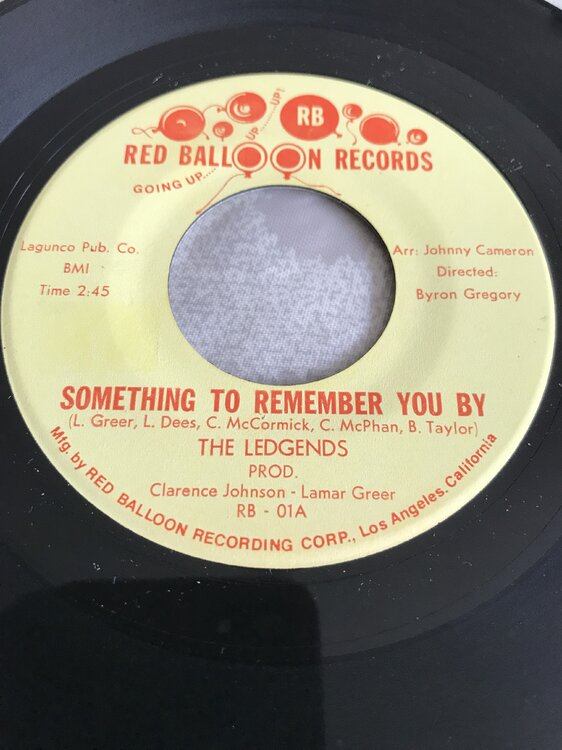 RB
RED BALLOON RECORDS
GOING UP..... UP...... UP!
Lagunco Pub. Co.
BMI
Time 2:45
Arr: Johnny Cameron
Directed:
Byron Gregory
SOMETHING TO REMEMBER YOU BY
(L. Greer, L. Dees, C. McCormick, C. McPhan, B. Taylor)
THE LEDGENDS
PROD.
Clarence Johnson - Lamar Greer
RB - 01A
Mfg. by RED BALLOON RECORDING CORP., Los Angeles, California